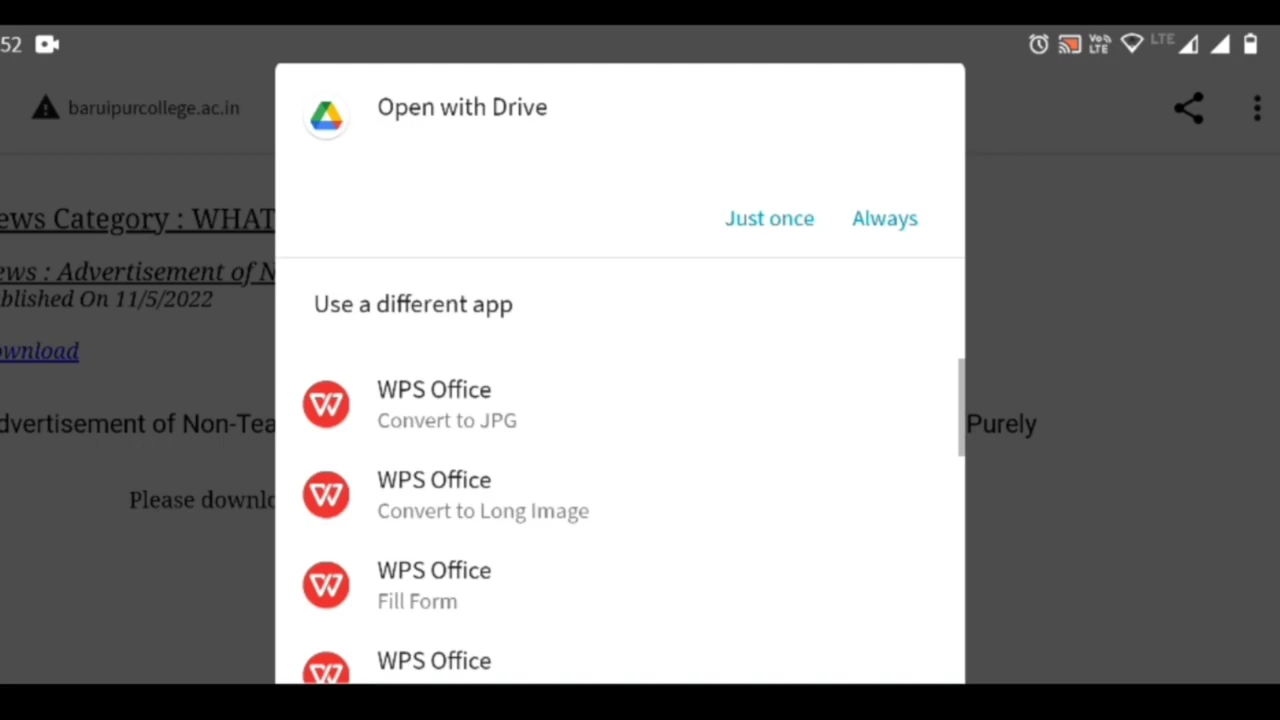 52
VoLTE LTE
baruipurcollege.ac.in
Open with Drive
Just once Always
ews Category : WHAT
ews : Advertisement of N
blished On 11/5/2022
ownload
dvertisement of Non-Tea
Purely
Please downlo
Use a different app
WPS Office
Convert to JPG
WPS Office
Convert to Long Image
WPS Office
Fill Form
WPS Office